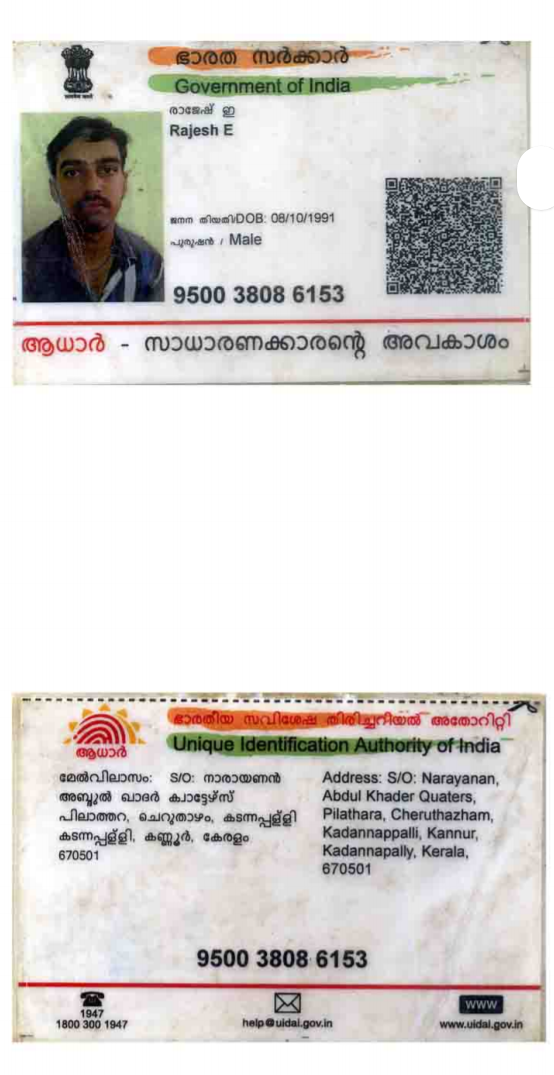 ഭാരത സർക്കാർ
Government of India
രാജേഷ് ഇ
Rajesh E
ജനന തിയതി/DOB: 08/10/1991
പുരുഷൻ / Male
9500 3808 6153
ആധാർ - സാധാരണക്കാരന്റെ അവകാശം
ഭാരതീയ സവിശേഷ തിരിച്ചറിയൽ അതോറിറ്റി
Unique Identification Authority of India
ആധാർ
മേൽവിലാസം: S/O: നാരായണൻ
അബ്ദുൽ ഖാദർ ക്വാട്ടേഴ്സ്
പിലാത്തറ, ചെറുതാഴം, കടന്നപ്പള്ളി
കടന്നപ്പള്ളി, കണ്ണൂർ, കേരളം
670501
Address: S/O: Narayanan,
Abdul Khader Quaters,
Pilathara, Cheruthazham,
Kadannappalli, Kannur,
Kadannapally, Kerala,
670501
9500 3808 6153
1947
1800 300 1947
help@uidai.gov.in
www
www.uidai.gov.in